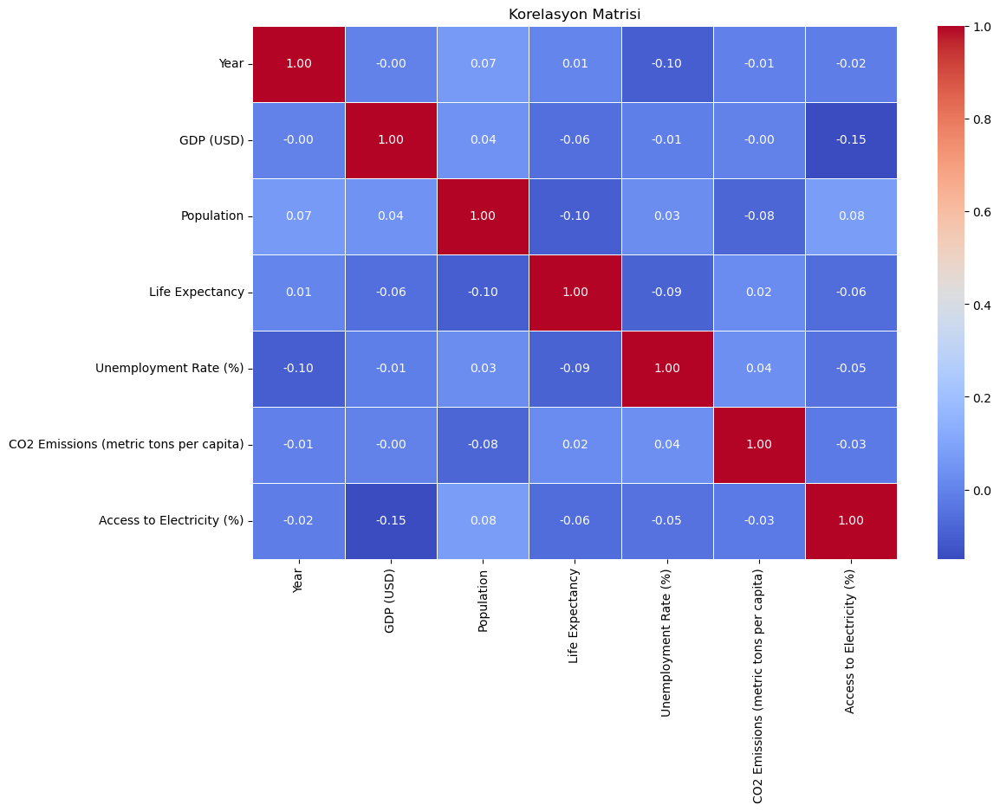 Korelasyon Matrisi
Year 1.00 -0.00 0.07 0.01 -0.10 -0.01 -0.02
GDP (USD) -0.00 1.00 0.04 -0.06 -0.01 -0.00 -0.15
Population 0.07 0.04 1.00 -0.10 0.03 -0.08 0.08
Life Expectancy 0.01 -0.06 -0.10 1.00 -0.09 0.02 -0.06
Unemployment Rate (%) -0.10 -0.01 0.03 -0.09 1.00 0.04 -0.05
CO2 Emissions (metric tons per capita) -0.01 -0.00 -0.08 0.02 0.04 1.00 -0.03
Access to Electricity (%) -0.02 -0.15 0.08 -0.06 -0.05 -0.03 1.00
Year
GDP (USD)
Population
Life Expectancy
Unemployment Rate (%)
CO2 Emissions (metric tons per capita)
Access to Electricity (%)
1.0
0.8
0.6
0.4
0.2
0.0